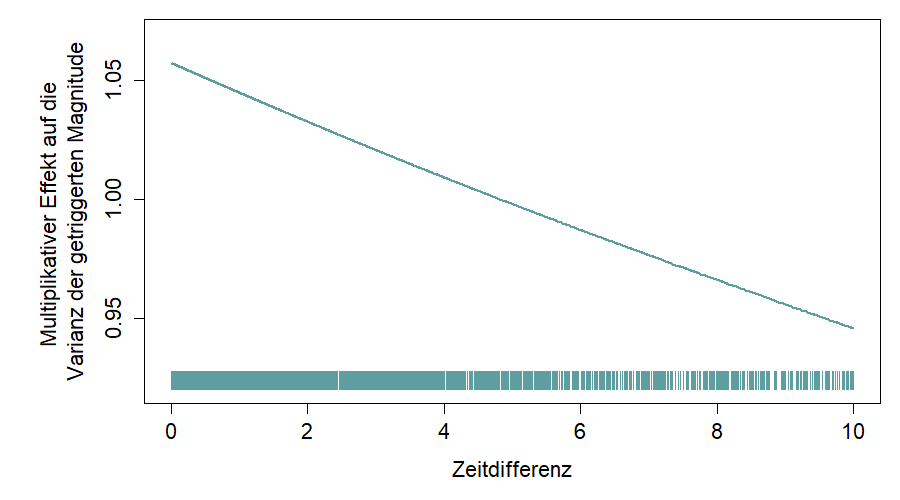 Multiplikativer Effekt auf die
Varianz der getriggerten Magnitude
1.05
1.00
0.95
0 2 4 6 8 10
Zeitdifferenz